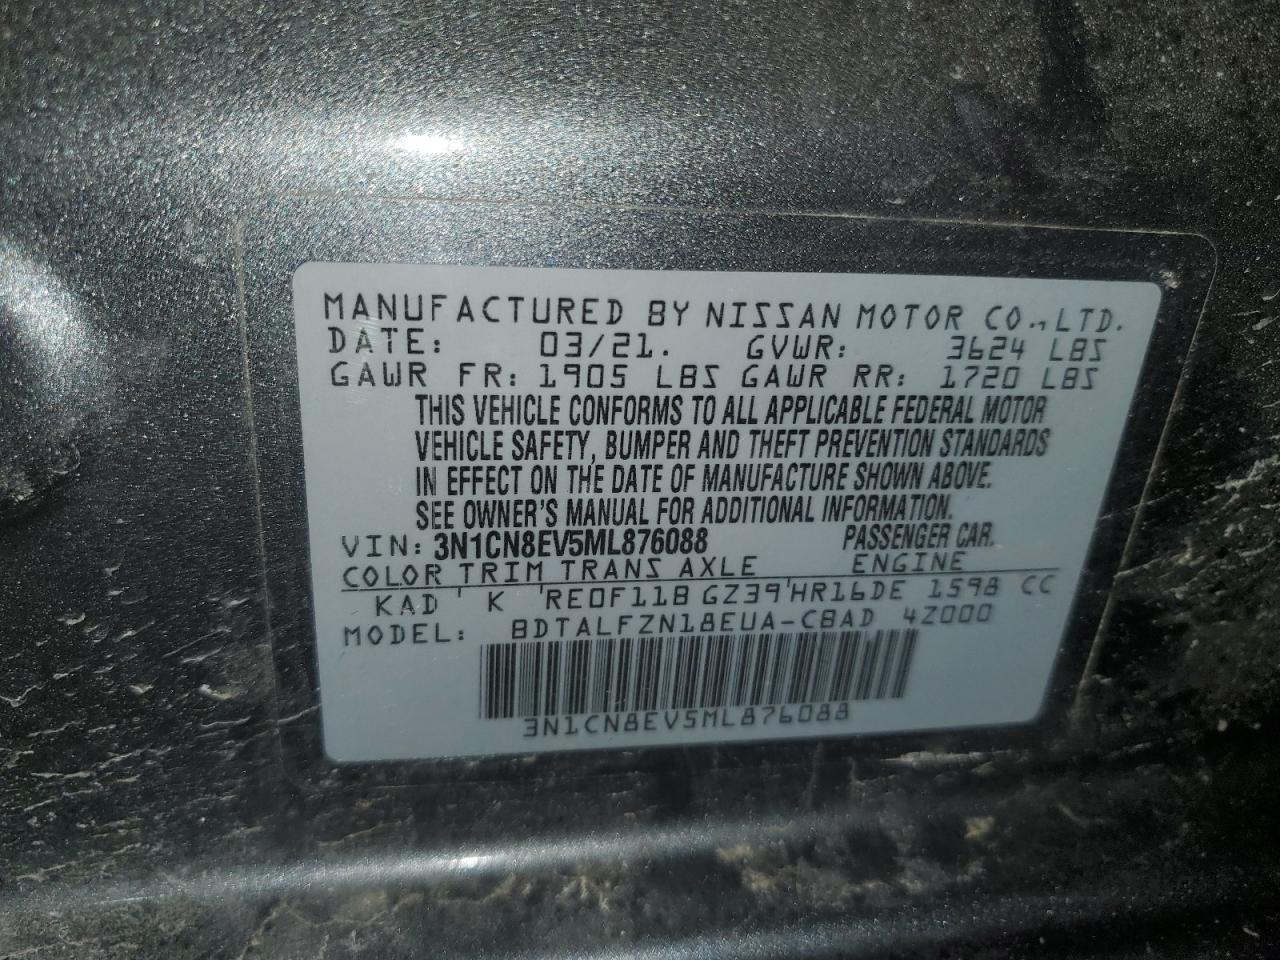 MANUFACTURED BY NISSAN MOTOR CO., LTD.
DATE: 03/21. GVWR: 3624 LBS
GAWR FR: 1905 LBS GAWR RR: 1720 LBS
THIS VEHICLE CONFORMS TO ALL APPLICABLE FEDERAL MOTOR
VEHICLE SAFETY, BUMPER AND THEFT PREVENTION STANDARDS
IN EFFECT ON THE DATE OF MANUFACTURE SHOWN ABOVE.
SEE OWNER'S MANUAL FOR ADDITIONAL INFORMATION.
VIN: 3N1CN8EV5ML876088 PASSENGER CAR.
COLOR TRIM TRANS AXLE ENGINE
KAD ' K 'RE0F11B GZ39'HR16DE 1598 CC
MODEL: BDTALFZN18EUA-CBAD 4Z000
3N1CN8EV5ML876088